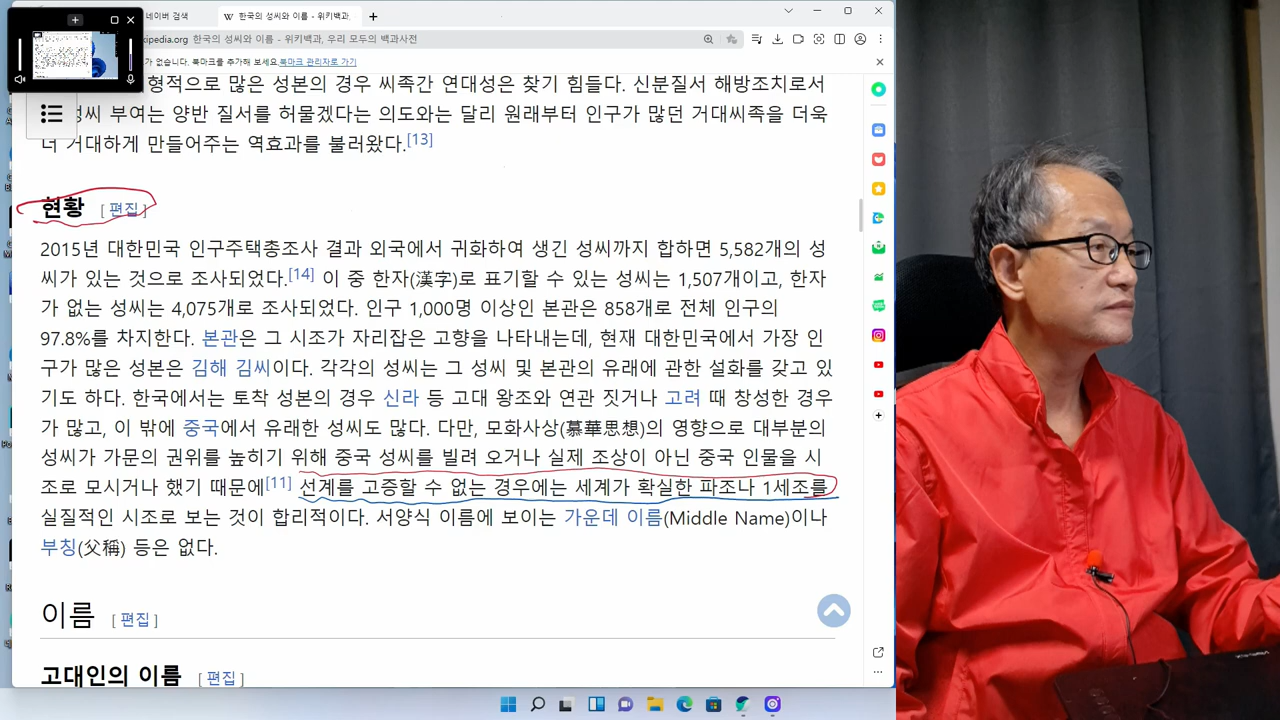 네이버 검색
한국의 성씨와 이름 - 위키백과,
ipedia.org 한국의 성씨와 이름 - 위키백과, 우리 모두의 백과사전
가 없습니다. 북마크를 추가해 보세요. 북마크 관리자로 가기
형적으로 많은 성본의 경우 씨족간 연대성은 찾기 힘들다. 신분질서 해방조치로서
성씨 부여는 양반 질서를 허물겠다는 의도와는 달리 원래부터 인구가 많던 거대씨족을 더욱
더 거대하게 만들어주는 역효과를 불러왔다.[13]
현황 [편집]
2015년 대한민국 인구주택총조사 결과 외국에서 귀화하여 생긴 성씨까지 합하면 5,582개의 성
씨가 있는 것으로 조사되었다.[14] 이 중 한자(漢字)로 표기할 수 있는 성씨는 1,507개이고, 한자
가 없는 성씨는 4,075개로 조사되었다. 인구 1,000명 이상인 본관은 858개로 전체 인구의
97.8%를 차지한다. 본관은 그 시조가 자리잡은 고향을 나타내는데, 현재 대한민국에서 가장 인
구가 많은 성본은 김해 김씨이다. 각각의 성씨는 그 성씨 및 본관의 유래에 관한 설화를 갖고 있
기도 하다. 한국에서는 토착 성본의 경우 신라 등 고대 왕조와 연관 짓거나 고려 때 창성한 경우
가 많고, 이 밖에 중국에서 유래한 성씨도 많다. 다만, 모화사상(慕華思想)의 영향으로 대부분의
성씨가 가문의 권위를 높히기 위해 중국 성씨를 빌려 오거나 실제 조상이 아닌 중국 인물을 시
조로 모시거나 했기 때문에[11] 선계를 고증할 수 없는 경우에는 세계가 확실한 파조나 1세조를
실질적인 시조로 보는 것이 합리적이다. 서양식 이름에 보이는 가운데 이름(Middle Name)이나
부칭(父稱) 등은 없다.
이름 [편집]
고대인의 이름 [편집]